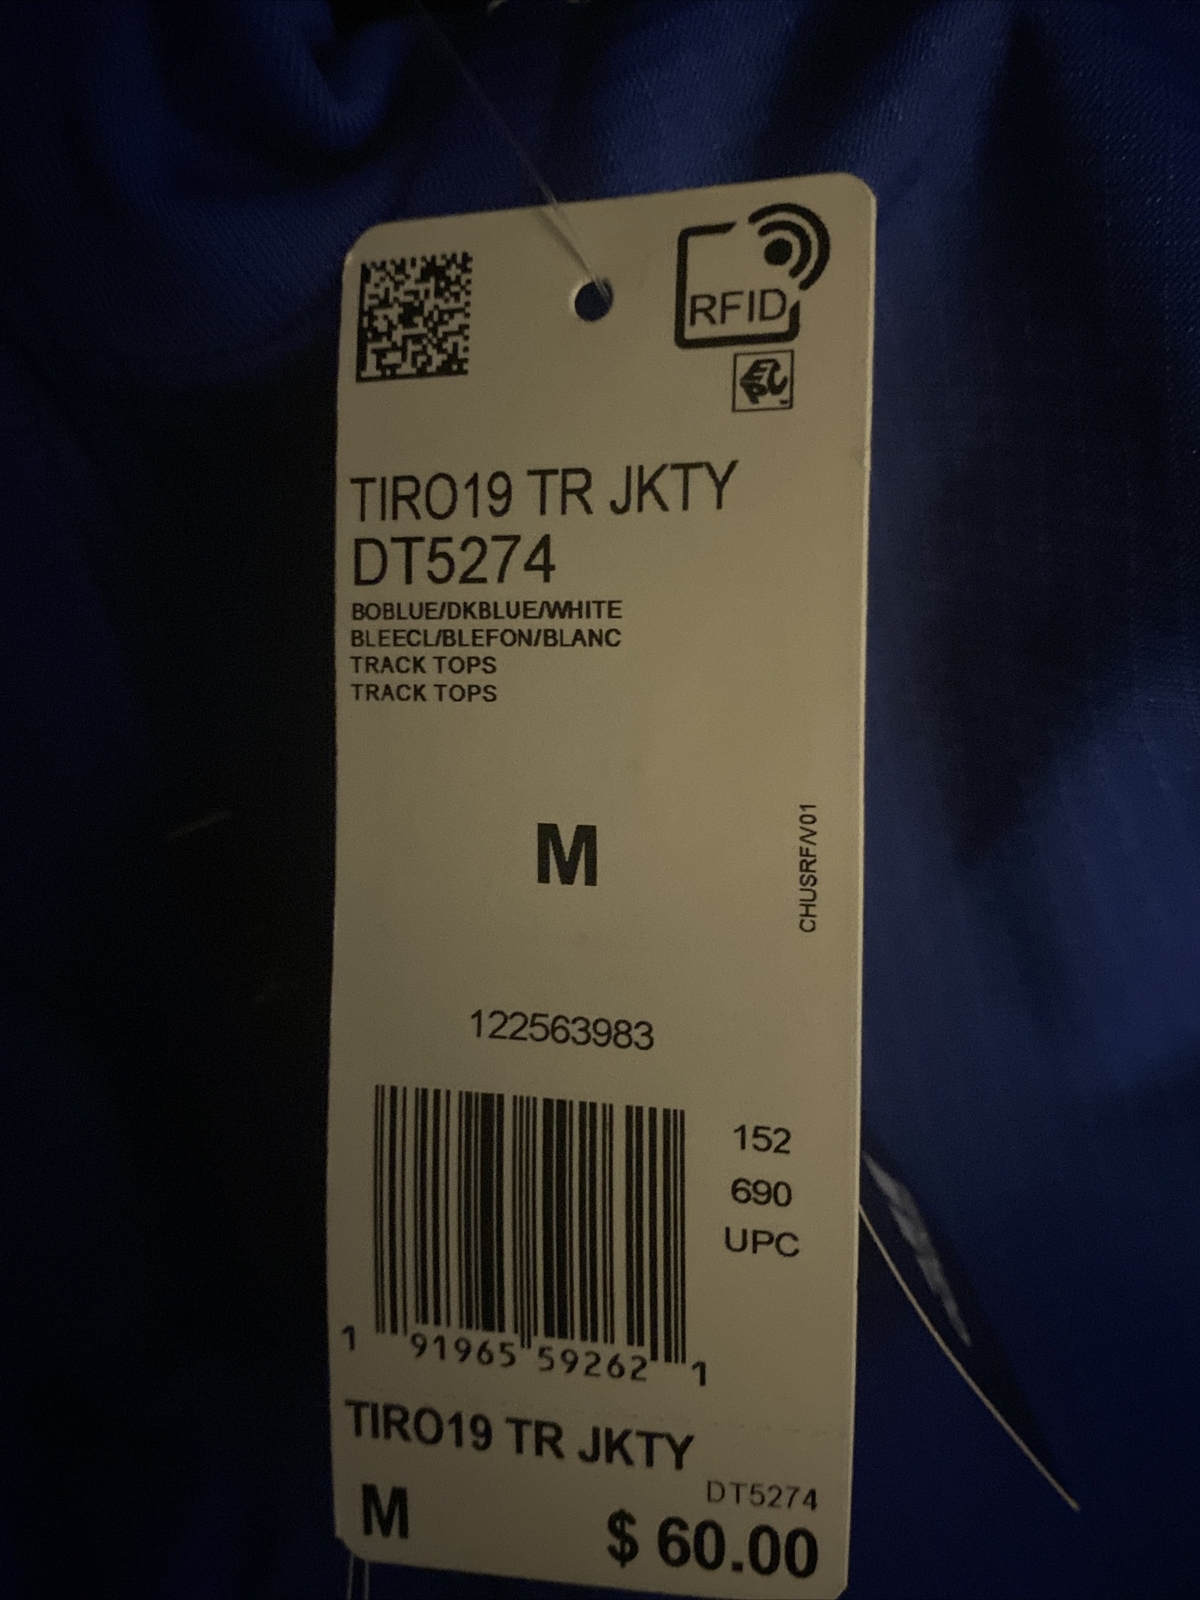 RFID
EPC
TIRO19 TR JKTY
DT5274
BOBLUE/DKBLUE/WHITE
BLEECL/BLEFON/BLANC
TRACK TOPS
TRACK TOPS
M
CHUSRF/V01
122563983
152
690
UPC
1 91965 59262 1
TIRO19 TR JKTY
DT5274
M
$ 60.00